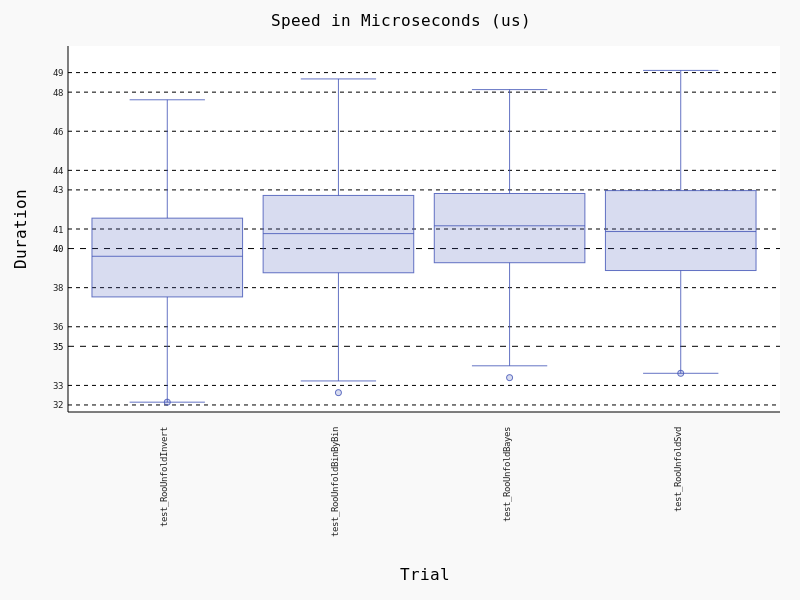 Speed in Microseconds (us)
Duration
49
48
46
44
43
41
40
38
36
35
33
32
test_RooUnfoldInvert
test_RooUnfoldBinByBin
test_RooUnfoldBayes
test_RooUnfoldSvd
Trial